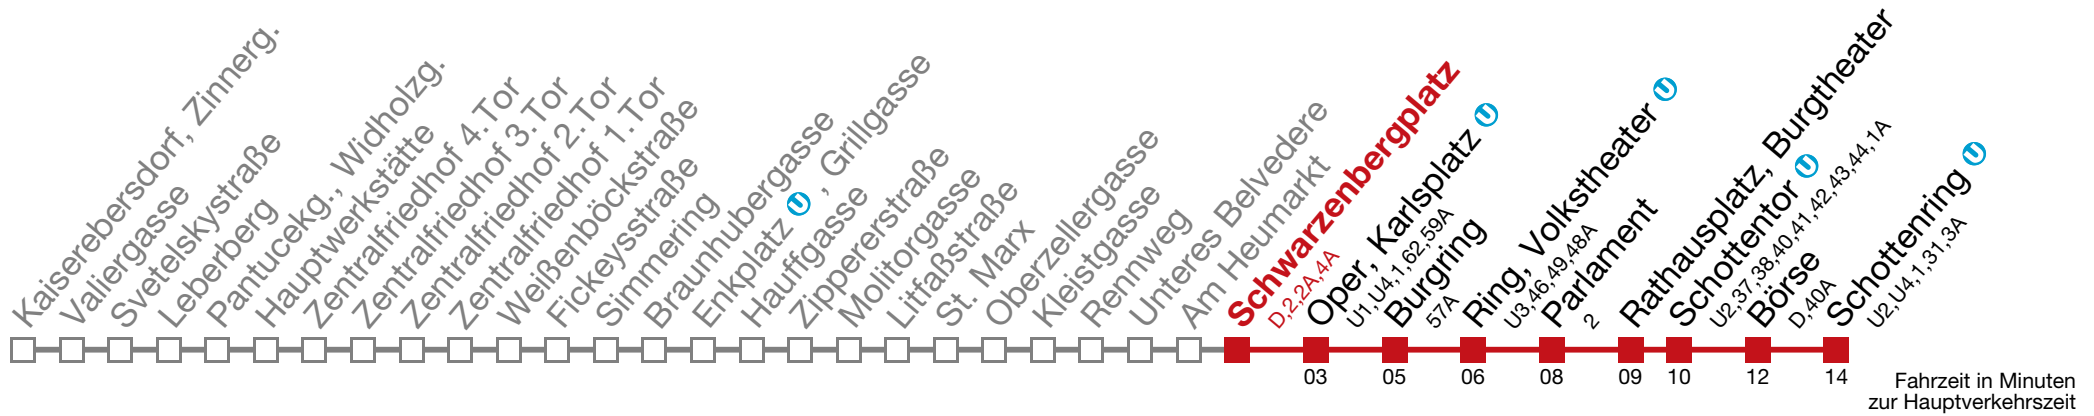 Kaiserebersdorf, Zinnerg.
Valiergasse
Svetelskystraße
Leberberg
Pantucekg., Widholzg.
Hauptwerkstätte
Zentralfriedhof 4.Tor
Zentralfriedhof 3.Tor
Zentralfriedhof 2.Tor
Zentralfriedhof 1.Tor
Weißenböckstraße
Fickeysstraße
Simmering
Braunhubergasse
Enkplatz U , Grillgasse
Hauffgasse
Zippererstraße
Molitorgasse
Litfaßstraße
St. Marx
Oberzellergasse
Kleistgasse
Rennweg
Unteres Belvedere
Am Heumarkt
Schwarzenbergplatz
D,2,2A,4A
Oper, Karlsplatz U
U1,U4,1,62,59A
Burgring
57A
Ring, Volkstheater U
U3,46,49,48A
Parlament
2
Rathausplatz, Burgtheater
Schottentor U
U2,37,38,40,41,42,43,44,1A
Börse
D,40A
Schottenring U
U2,U4,1,31,3A
03 05 06 08 09 10 12 14
Fahrzeit in Minuten
zur Hauptverkehrszeit